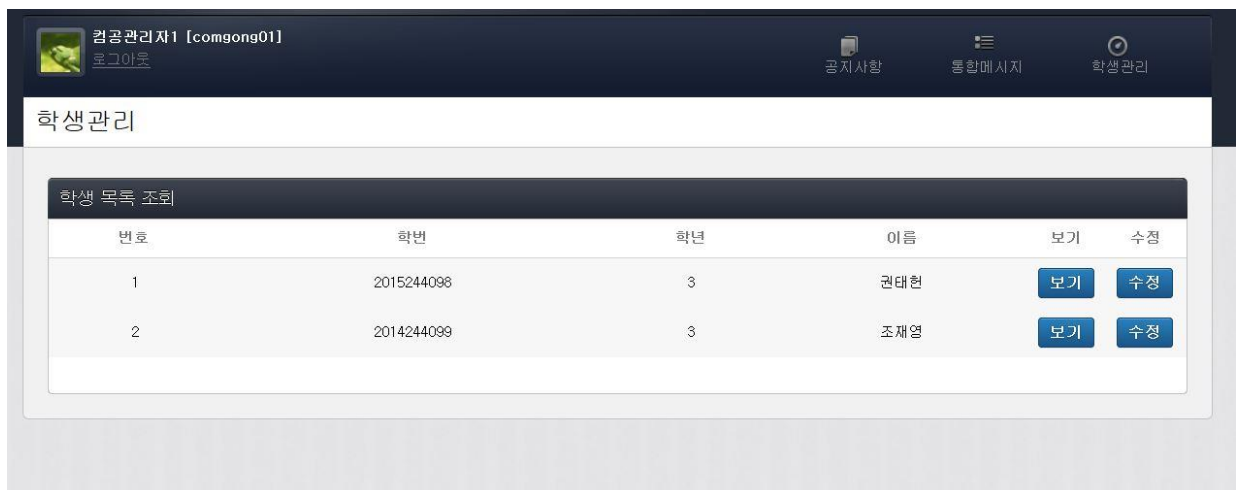 컴공관리자1 [comgong01]
로그아웃
공지사항 통합메시지 학생관리
학생관리
학생 목록 조회
번호 학번 학년 이름 보기 수정
1 2015244098 3 권태헌 보기 수정
2 2014244099 3 조재영 보기 수정